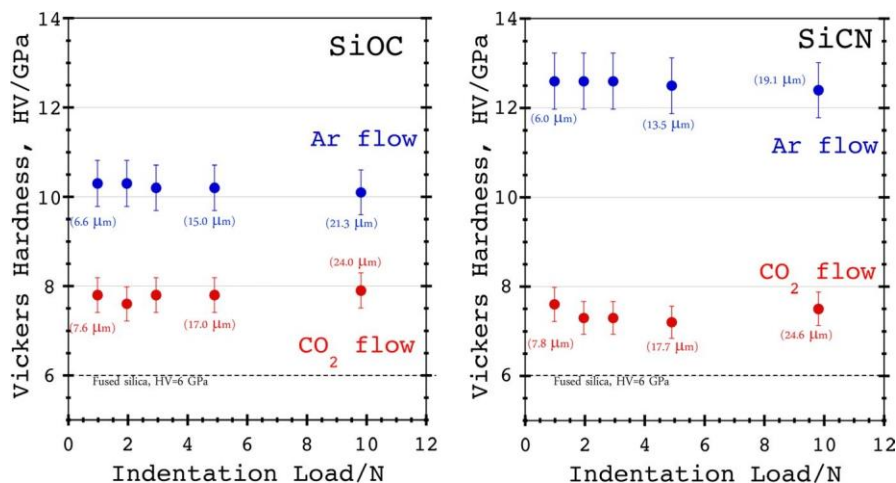 SiOC
Vickers Hardness, HV/GPa
14
12
10
8
6
Ar flow
(6.6 μm)
(15.0 μm)
(21.3 μm)
(24.0 μm)
(7.6 μm)
(17.0 μm)
CO₂ flow
Fused silica, HV=6 GPa
0 2 4 6 8 10 12
Indentation Load/N
SiCN
Vickers Hardness, HV/GPa
14
12
10
8
6
(19.1 μm)
(6.0 μm)
(13.5 μm)
Ar flow
CO₂ flow
(7.8 μm)
(17.7 μm)
(24.6 μm)
Fused silica, HV=6 GPa
0 2 4 6 8 10 12
Indentation Load/N